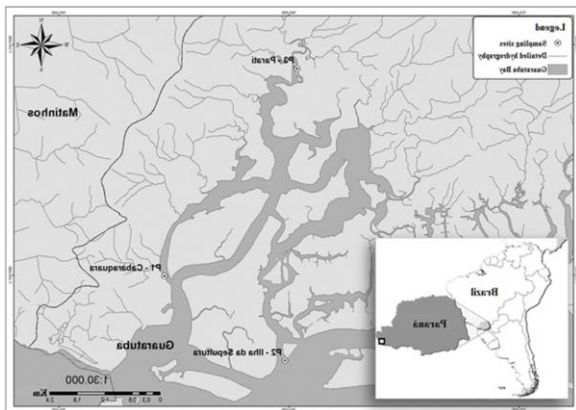 Legend
Sampling sites
Detailed hydrography
Guaratuba Bay
P3 - Parati
Matinhos
P1 - Cabaraquara
Guaratuba
P2 - Ilha da Sepultura
Brazil
Paraná
1:30.000
Km